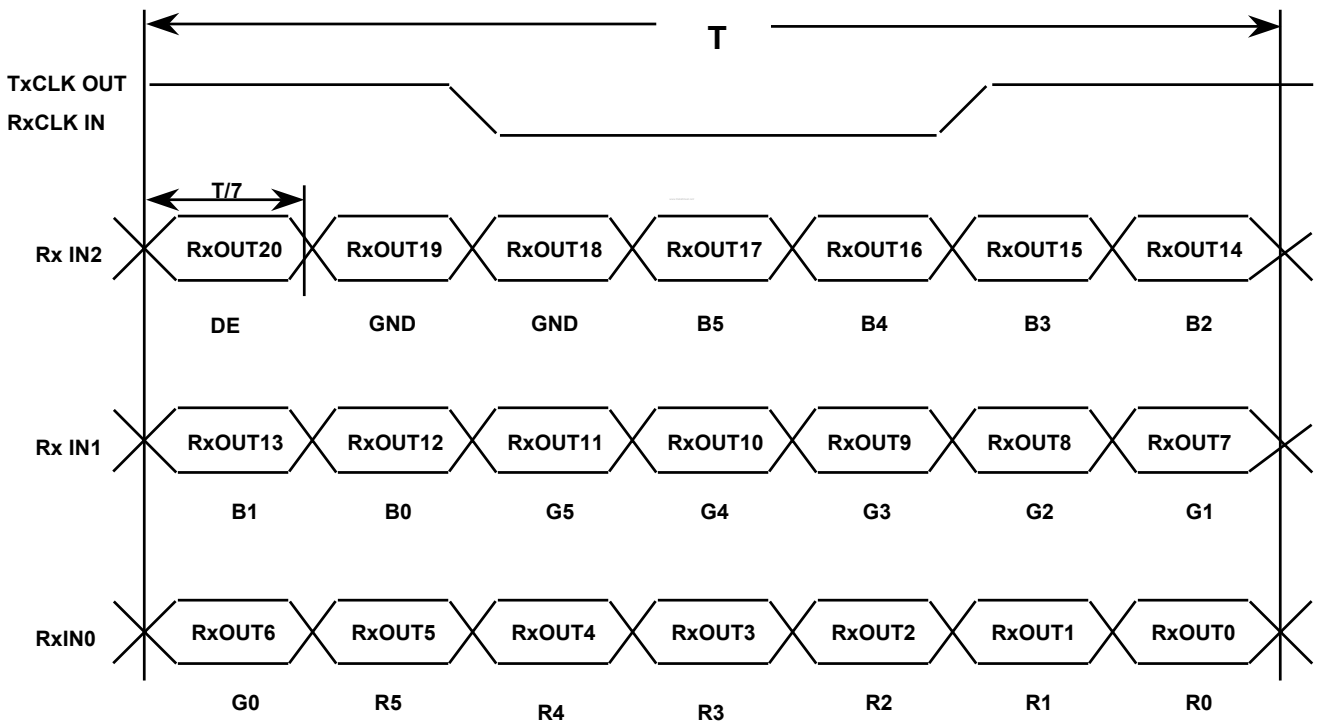 T
TxCLK OUT
RxCLK IN
T/7
Rx IN2 RxOUT20 RxOUT19 RxOUT18 RxOUT17 RxOUT16 RxOUT15 RxOUT14
DE GND GND B5 B4 B3 B2
Rx IN1 RxOUT13 RxOUT12 RxOUT11 RxOUT10 RxOUT9 RxOUT8 RxOUT7
B1 B0 G5 G4 G3 G2 G1
RxIN0 RxOUT6 RxOUT5 RxOUT4 RxOUT3 RxOUT2 RxOUT1 RxOUT0
G0 R5 R4 R3 R2 R1 R0